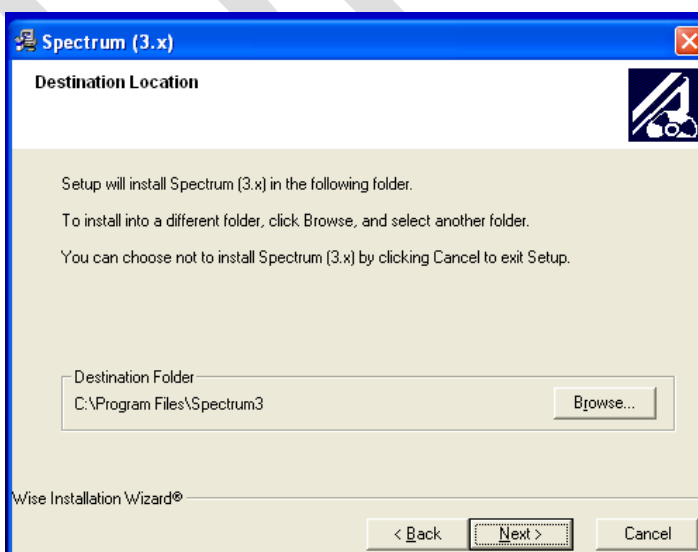 Spectrum (3.x)
Destination Location
Setup will install Spectrum (3.x) in the following folder.
To install into a different folder, click Browse, and select another folder.
You can choose not to install Spectrum (3.x) by clicking Cancel to exit Setup.
Destination Folder
C:\Program Files\Spectrum3
Browse...
Wise Installation Wizard®
< Back
Next >
Cancel